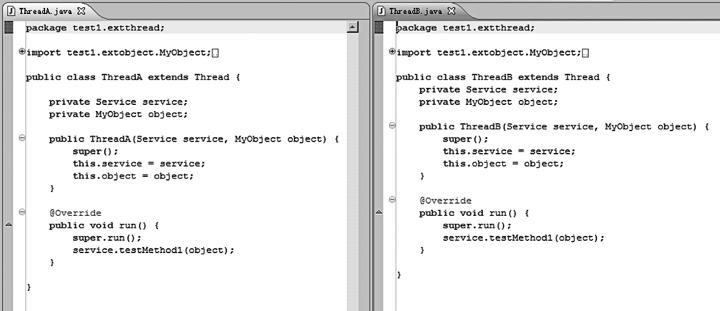 ThreadA.java
package test1.extthread;
import test1.extobject.MyObject;
public class ThreadA extends Thread {
private Service service;
private MyObject object;
public ThreadA(Service service, MyObject object) {
super();
this.service = service;
this.object = object;
}
@Override
public void run() {
super.run();
service.testMethod1(object);
}
}
ThreadB.java
package test1.extthread;
import test1.extobject.MyObject;
public class ThreadB extends Thread {
private Service service;
private MyObject object;
public ThreadB(Service service, MyObject object) {
super();
this.service = service;
this.object = object;
}
@Override
public void run() {
super.run();
service.testMethod1(object);
}
}